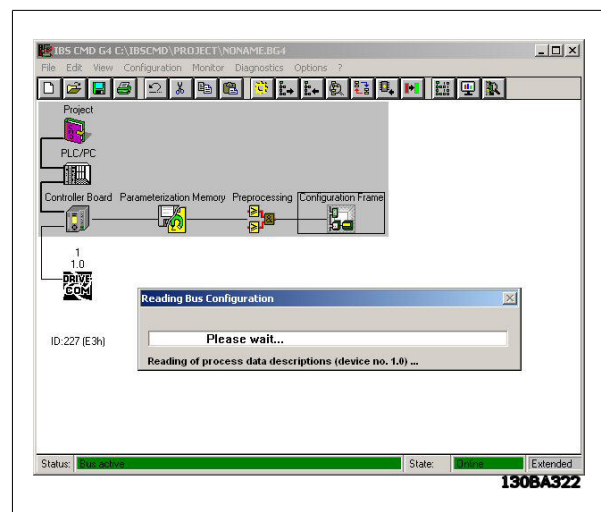 IBS CMD G4 C:\IBSCMD\PROJECT\NONAME.BG4
File Edit View Configuration Monitor Diagnostics Options ?
Project
PLC/PC
Controller Board Parameterization Memory Preprocessing Configuration Frame
1
1.0
DRIVE
COM
Reading Bus Configuration
ID:227 (E3h)
Please wait...
Reading of process data descriptions (device no. 1.0) ...
Status: Bus active State: Online Extended
130BA322